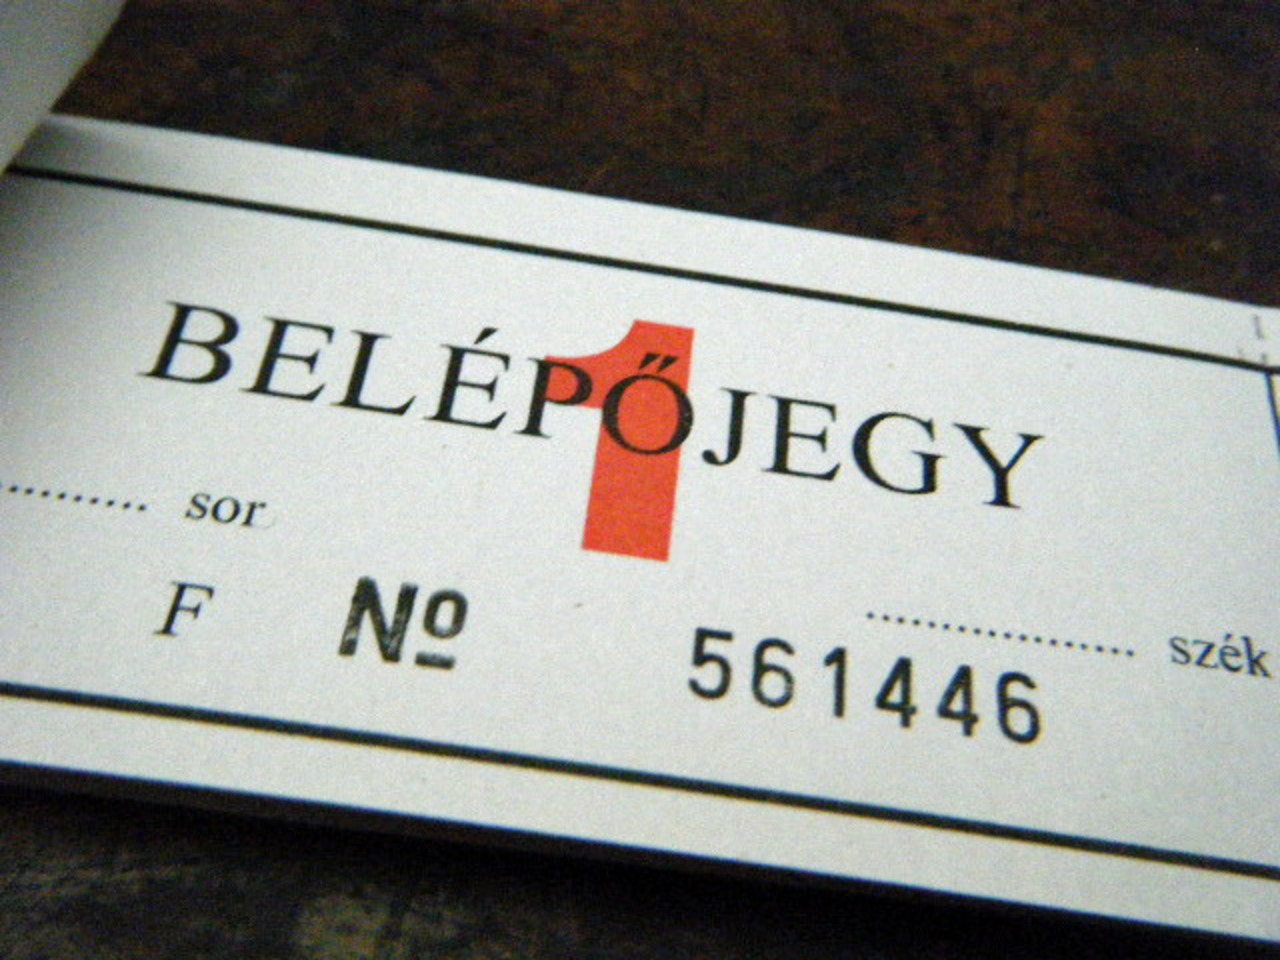 BELÉPŐJEGY
1
.......... sor
.................. szék
F Nº 561446